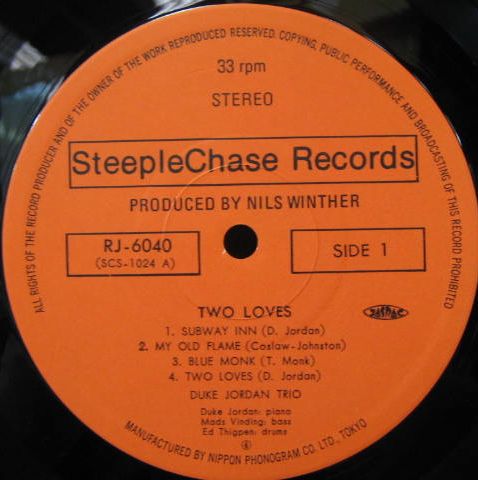 ALL RIGHTS OF THE RECORD PRODUCER AND OF THE OWNER OF THE WORK REPRODUCED RESERVED. COPYING, PUBLIC PERFORMANCE AND BROADCASTING OF THIS RECORD PROHIBITED
33 rpm
STEREO
SteepleChase Records
PRODUCED BY NILS WINTHER
RJ-6040
(SCS-1024 A)
SIDE 1
TWO LOVES
1. SUBWAY INN (D. Jordan)
2. MY OLD FLAME (Coslaw-Johnston)
3. BLUE MONK (T. Monk)
4. TWO LOVES (D. Jordan)
DUKE JORDAN TRIO
Duke Jordan: piano
Mads Vinding: bass
Ed Thigpen: drums
MANUFACTURED BY NIPPON PHONOGRAM CO. LTD., TOKYO